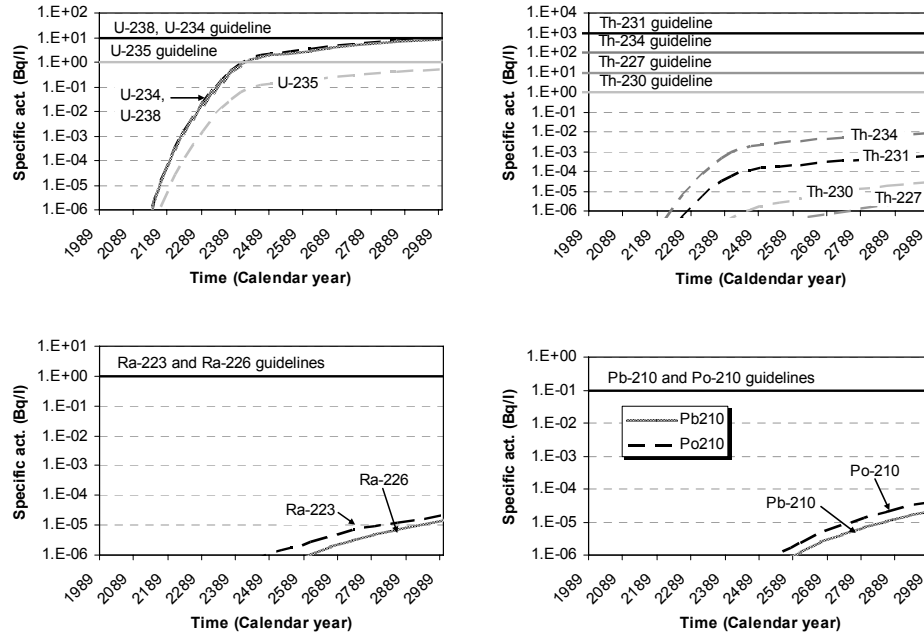 Specific act. (Bq/l)
1.E+02
1.E+01
1.E+00
1.E-01
1.E-02
1.E-03
1.E-04
1.E-05
1.E-06
U-238, U-234 guideline
U-235 guideline
U-234,
U-238
U-235
1989
2089
2189
2289
2389
2489
2589
2689
2789
2889
2989
Time (Calendar year)
Specific act. (Bq/l)
1.E+04
1.E+03
1.E+02
1.E+01
1.E+00
1.E-01
1.E-02
1.E-03
1.E-04
1.E-05
1.E-06
Th-231 guideline
Th-234 guideline
Th-227 guideline
Th-230 guideline
Th-234
Th-231
Th-230
Th-227
1989
2089
2189
2289
2389
2489
2589
2689
2789
2889
2989
Time (Caldendar year)
Specific act. (Bq/l)
1.E+01
1.E+00
1.E-01
1.E-02
1.E-03
1.E-04
1.E-05
1.E-06
Ra-223 and Ra-226 guidelines
Ra-226
Ra-223
1989
2089
2189
2289
2389
2489
2589
2689
2789
2889
2989
Time (Calendar year)
Specific act. (Bq/l)
1.E+00
1.E-01
1.E-02
1.E-03
1.E-04
1.E-05
1.E-06
Pb-210 and Po-210 guidelines
Pb210
Po210
Po-210
Pb-210
1989
2089
2189
2289
2389
2489
2589
2689
2789
2889
2989
Time (Calendar year)